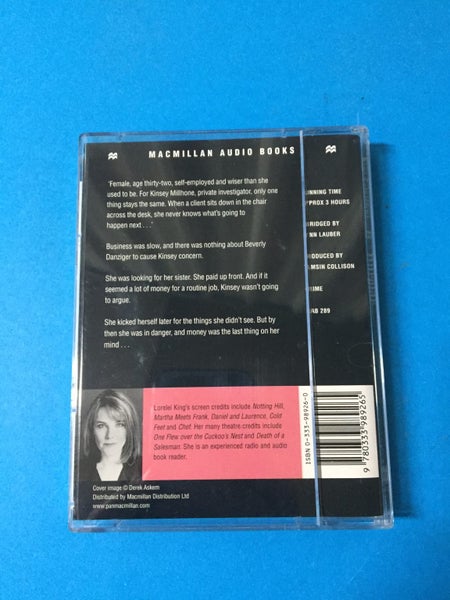 MACMILLAN AUDIO BOOKS
'Female, age thirty-two, self-employed and wiser than she
used to be. For Kinsey Millhone, private investigator, only one
thing stays the same. When a client sits down in the chair
across the desk, she never knows what's going to
happen next . . .'
Business was slow, and there was nothing about Beverly
Danziger to cause Kinsey concern.
She was looking for her sister. She paid up front. And if it
seemed a lot of money for a routine job, Kinsey wasn't going
to argue.
She kicked herself later for the things she didn't see. But by
then she was in danger, and money was the last thing on her
mind . . .
NNING TIME
PPROX 3 HOURS
RIDGED BY
NN LAUBER
ODUCED BY
MSIN COLLISON
IME
AB 289
Lorelei King's screen credits include Notting Hill,
Martha Meets Frank, Daniel and Laurence, Cold
Feet and Chef. Her many theatre credits include
One Flew over the Cuckoo's Nest and Death of a
Salesman. She is an experienced radio and audio
book reader.
ISBN 0-333-98926-0
9 780333 989265
Cover image © Derek Askem
Distributed by Macmillan Distribution Ltd
www.panmacmillan.com